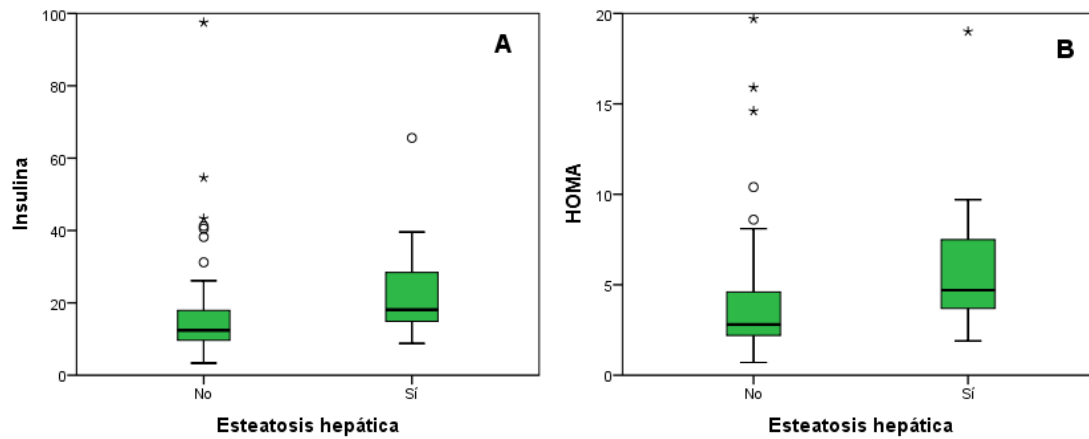 A
Insulina
100
80
60
40
20
0
No
Sí
Esteatosis hepática
B
HOMA
20
15
10
5
0
No
Sí
Esteatosis hepática